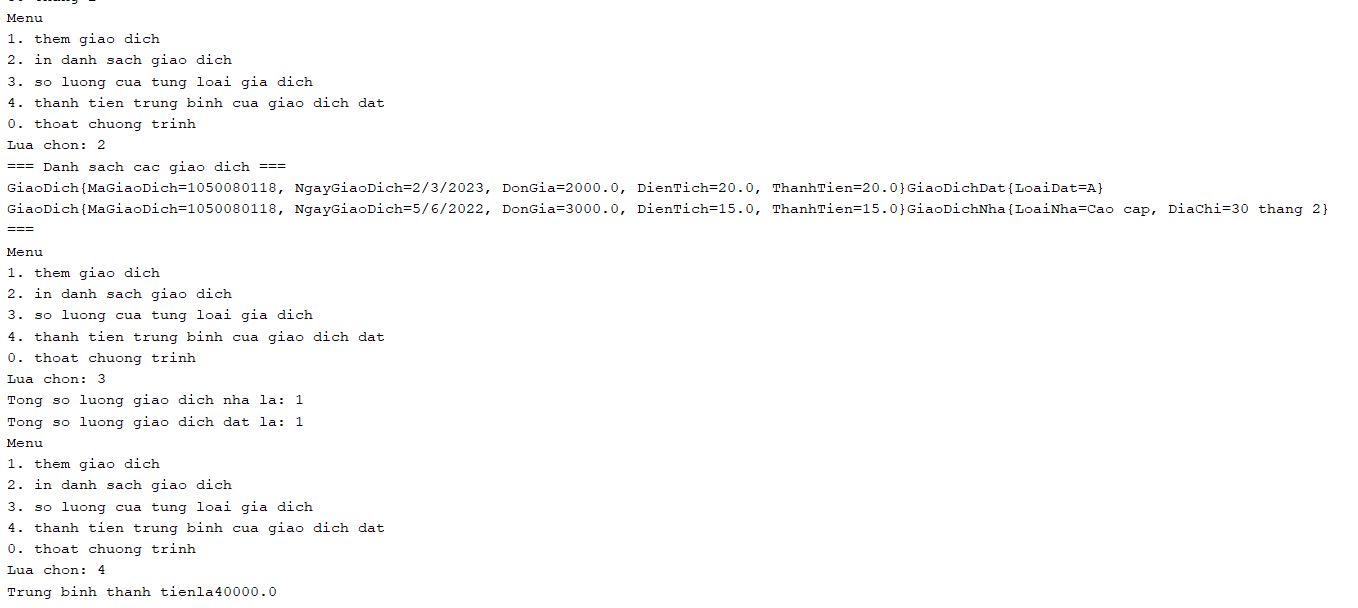 Menu
1. them giao dich
2. in danh sach giao dich
3. so luong cua tung loai gia dich
4. thanh tien trung binh cua giao dich dat
0. thoat chuong trinh
Lua chon: 2
=== Danh sach cac giao dich ===
GiaoDich{MaGiaoDich=1050080118, NgayGiaoDich=2/3/2023, DonGia=2000.0, DienTich=20.0, ThanhTien=20.0}GiaoDichDat{LoaiDat=A}
GiaoDich{MaGiaoDich=1050080118, NgayGiaoDich=5/6/2022, DonGia=3000.0, DienTich=15.0, ThanhTien=15.0}GiaoDichNha{LoaiNha=Cao cap, DiaChi=30 thang 2}
===
Menu
1. them giao dich
2. in danh sach giao dich
3. so luong cua tung loai gia dich
4. thanh tien trung binh cua giao dich dat
0. thoat chuong trinh
Lua chon: 3
Tong so luong giao dich nha la: 1
Tong so luong giao dich dat la: 1
Menu
1. them giao dich
2. in danh sach giao dich
3. so luong cua tung loai gia dich
4. thanh tien trung binh cua giao dich dat
0. thoat chuong trinh
Lua chon: 4
Trung binh thanh tienla40000.0